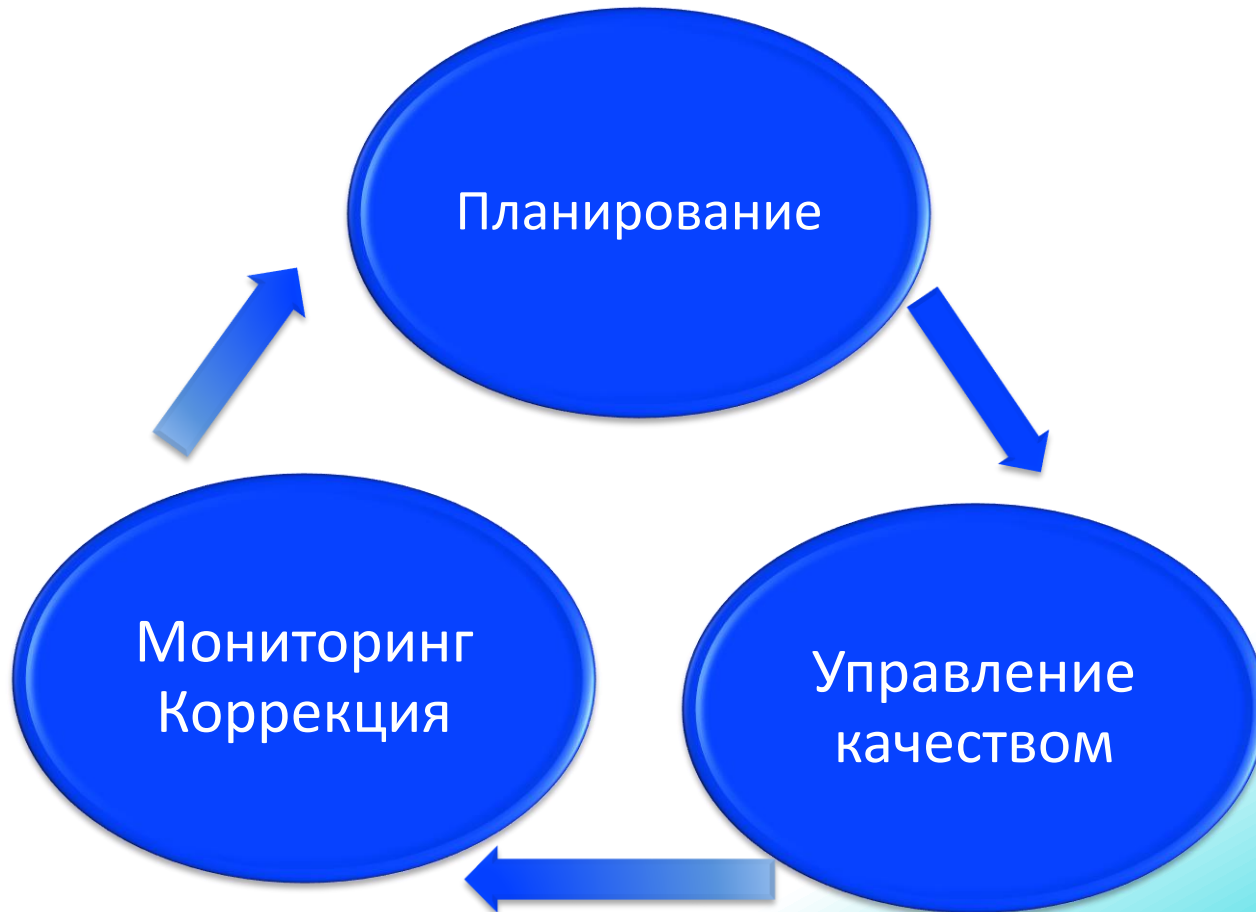 Планирование
Мониторинг
Коррекция
Управление
качеством